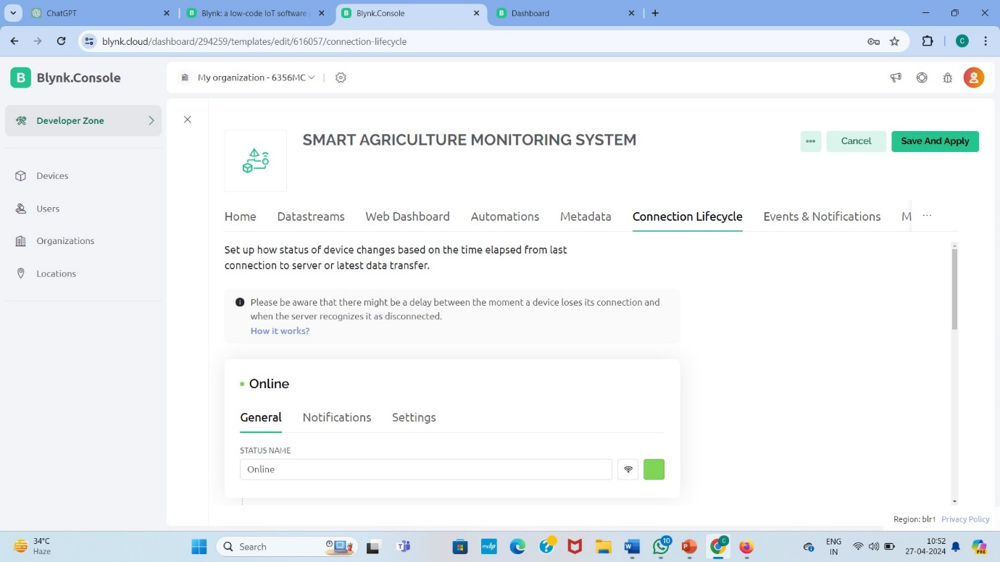 ChatGPT
Blynk: a low-code IoT software
Blynk.Console
Dashboard
blynk.cloud/dashboard/294259/templates/edit/616057/connection-lifecycle
C
B Blynk.Console
My organization - 6356MC
Developer Zone
Devices
Users
Organizations
Locations
SMART AGRICULTURE MONITORING SYSTEM
Cancel
Save And Apply
Home Datastreams Web Dashboard Automations Metadata Connection Lifecycle Events & Notifications M ...
Set up how status of device changes based on the time elapsed from last
connection to server or latest data transfer.
Please be aware that there might be a delay between the moment a device loses its connection and
when the server recognizes it as disconnected.
How it works?
Online
General Notifications Settings
STATUS NAME
Online
Region: blr1 Privacy Policy
34°C
Haze
Search
myhp
10
ENG
IN
10:52
27-04-2024
PRE